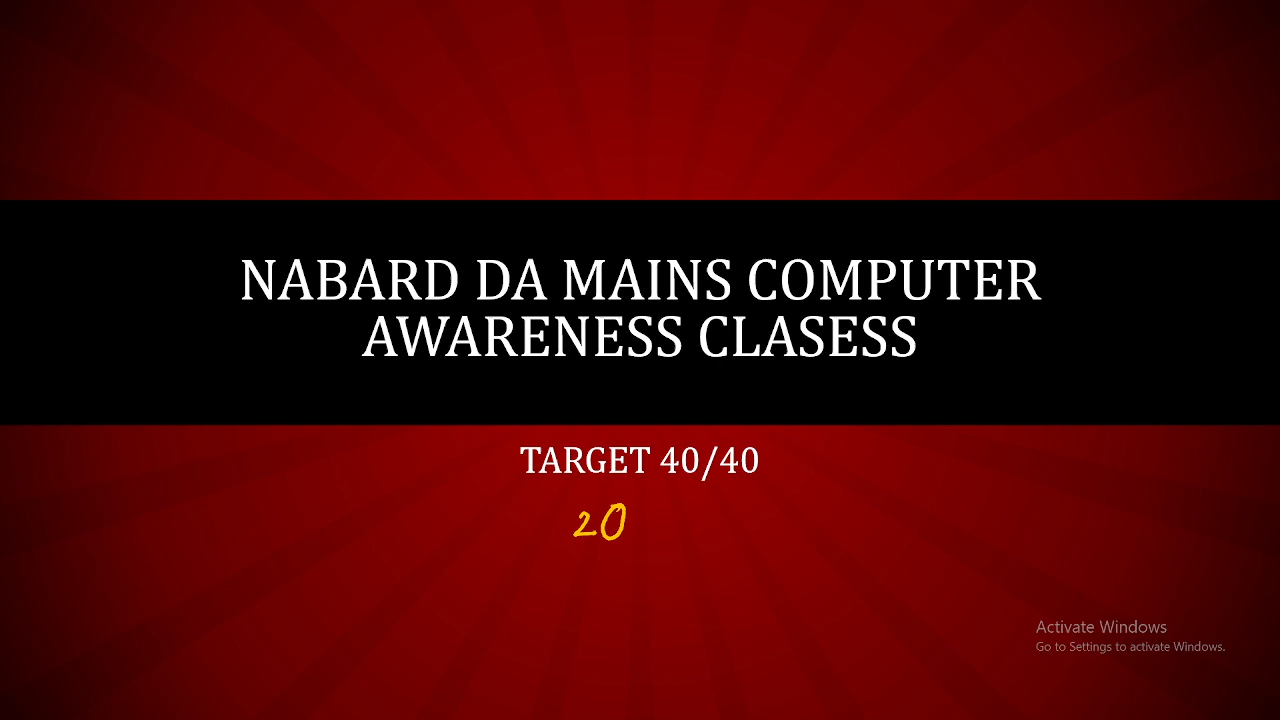 NABARD DA MAINS COMPUTER
AWARENESS CLASESS
TARGET 40/40
20
Activate Windows
Go to Settings to activate Windows.